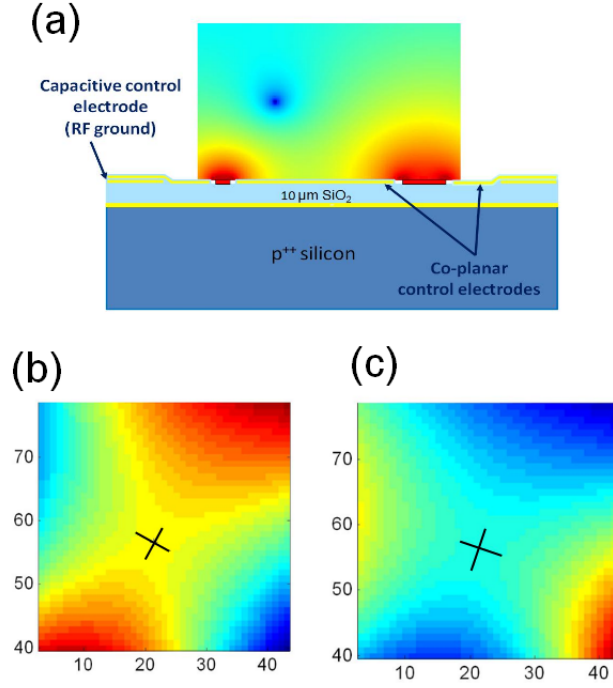 (a)
Capacitive control
electrode
(RF ground)
10 μm SiO₂
p⁺⁺ silicon
Co-planar
control electrodes
(b)
(c)
70
60
50
40
10 20 30 40
70
60
50
40
10 20 30 40